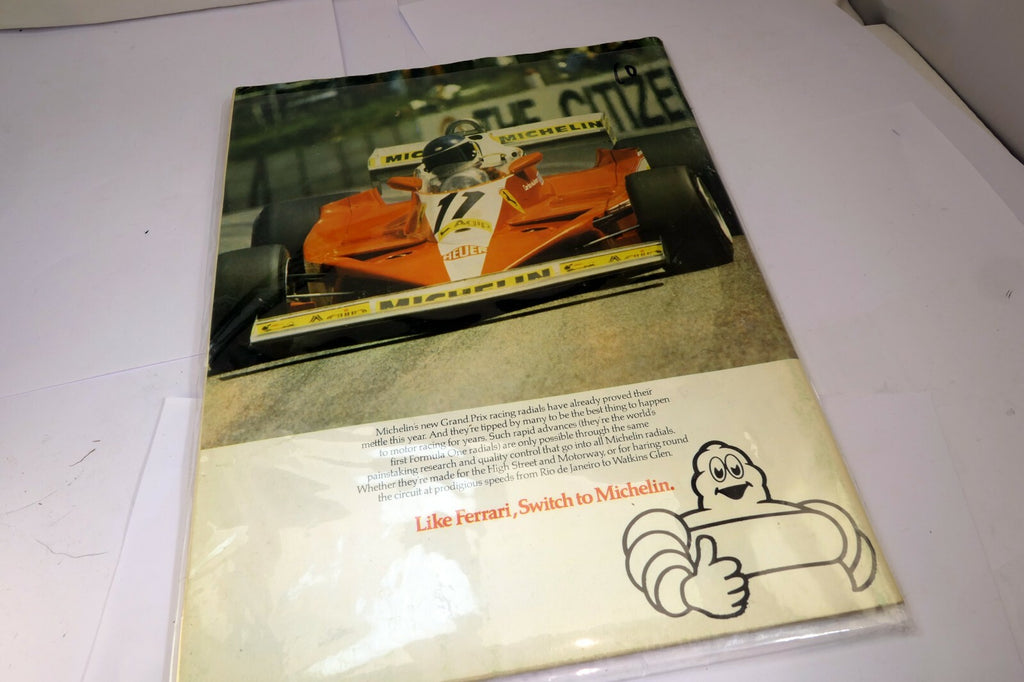 THE CITIZE
MICHELIN
11
Agip
HEUER
MICHELIN
Michelin's new Grand Prix racing radials have already proved their
mettle this year. And they're tipped by many to be the best thing to happen
to motor racing for years. Such rapid advances (they're the world's
first Formula One radials) are only possible through the same
painstaking research and quality control that go into all Michelin radials.
Whether they're made for the High Street and Motorway, or for haring round
the circuit at prodigious speeds from Rio de Janeiro to Watkins Glen.
Like Ferrari, Switch to Michelin.